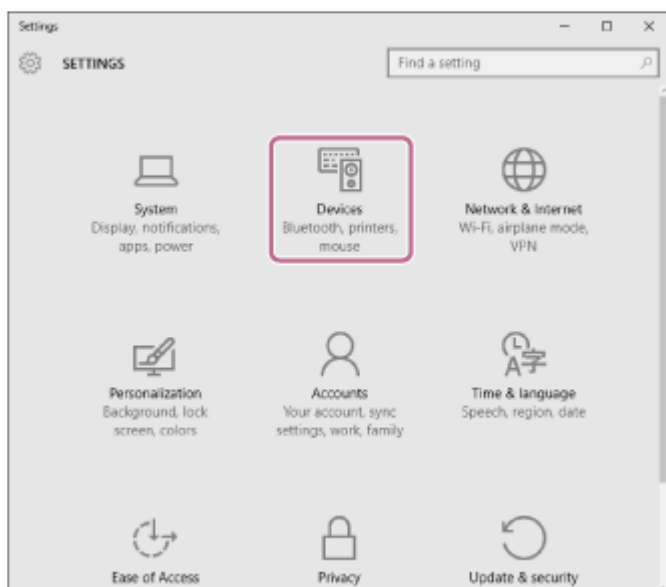 Settings
SETTINGS
Find a setting
System
Display, notifications,
apps, power
Devices
Bluetooth, printers,
mouse
Network & Internet
Wi-Fi, airplane mode,
VPN
Personalization
Background, lock
screen, colors
Accounts
Your account, sync
settings, work, family
Time & language
Speech, region, date
Ease of Access
Privacy
Update & security